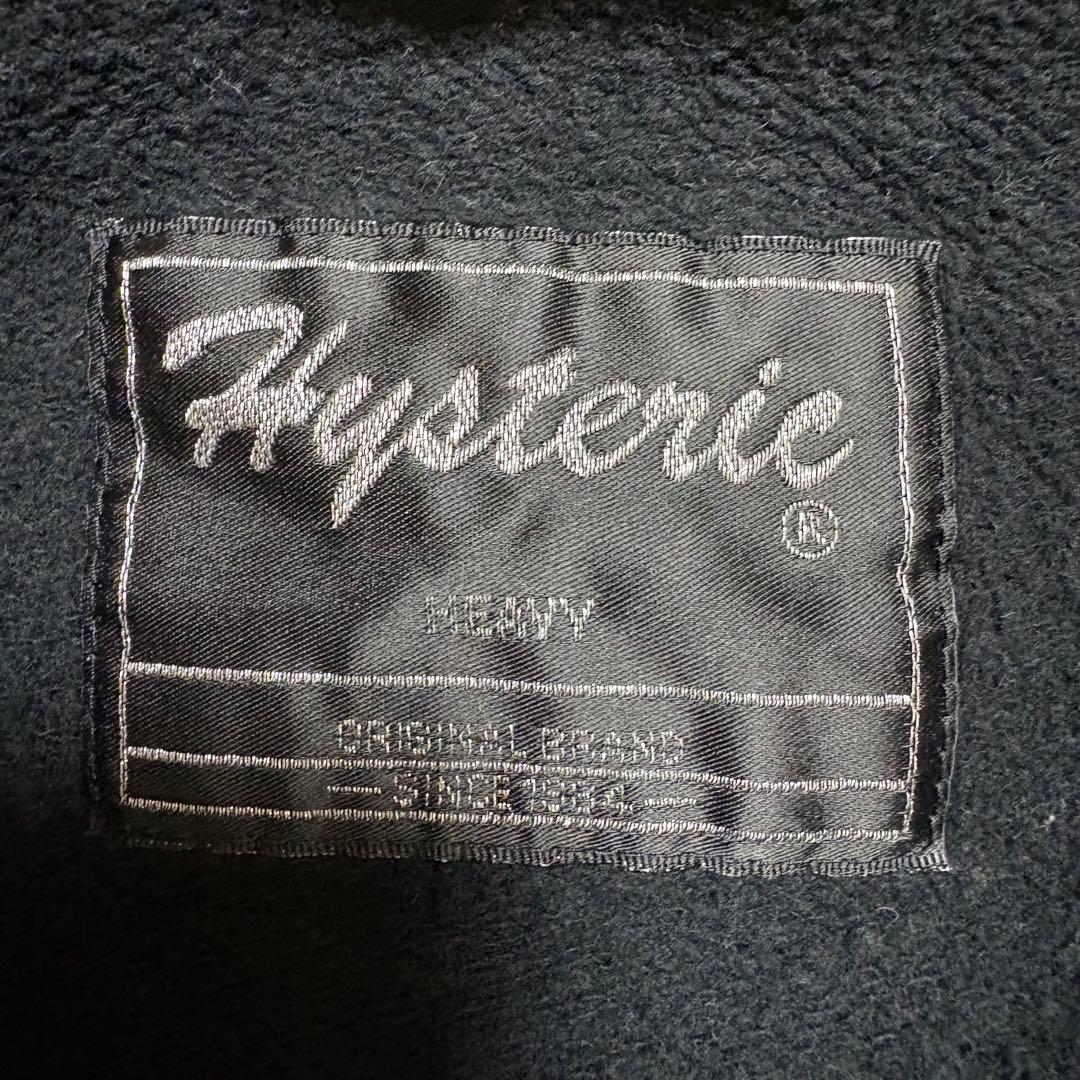 Hysteric
®
HEAVY
ORIGINAL BRAND
— SINCE 1984. —